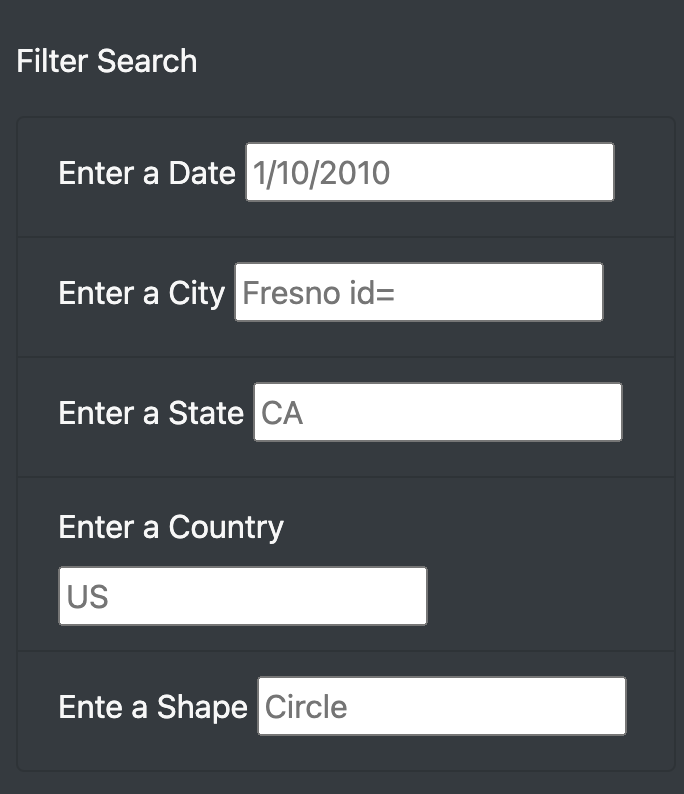 Filter Search
Enter a Date 1/10/2010
Enter a City Fresno id=
Enter a State CA
Enter a Country
US
Ente a Shape Circle